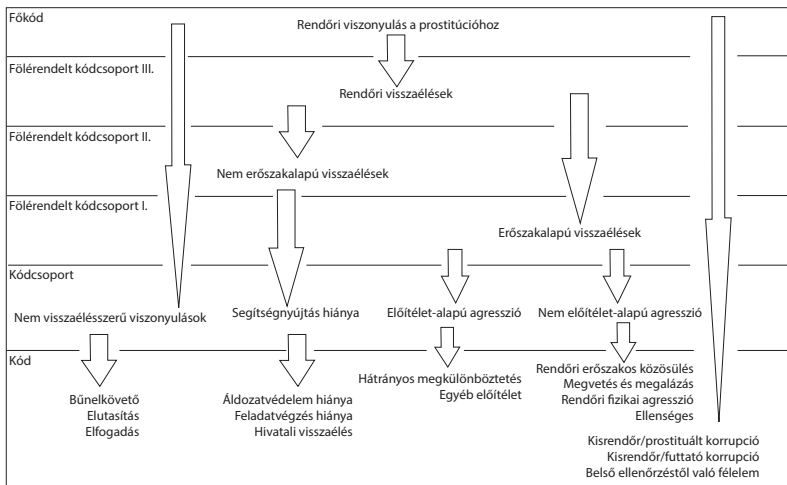 Főkód
Rendőri viszonyulás a prostitúcióhoz
Fölérendelt kódcsoport III.
Rendőri visszaélések
Fölérendelt kódcsoport II.
Nem erőszakalapú visszaélések
Fölérendelt kódcsoport I.
Erőszakalapú visszaélések
Kódcsoport
Nem visszaélésszerű viszonyulások
Segítségnyújtás hiánya
Előítélet-alapú agresszió
Nem előítélet-alapú agresszió
Kód
Bűnelkövető
Elutasítás
Elfogadás
Áldozatvédelem hiánya
Feladatvégzés hiánya
Hivatali visszaélés
Hátrányos megkülönböztetés
Egyéb előítélet
Rendőri erőszakos közösülés
Megvetés és megalázás
Rendőri fizikai agresszió
Ellenséges
Kisrendőr/prostituált korrupció
Kisrendőr/futtató korrupció
Belső ellenőrzéstől való félelem